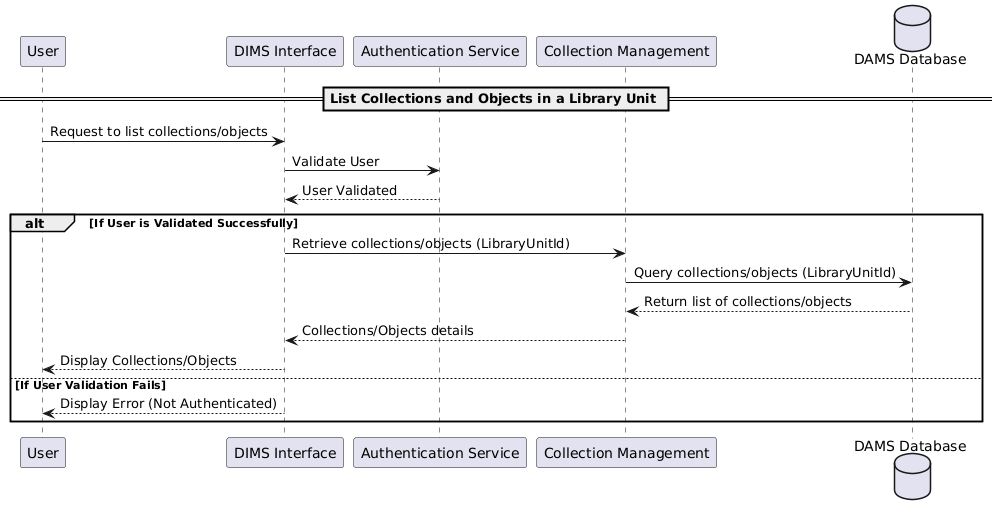 User
DIMS Interface
Authentication Service
Collection Management
DAMS Database
List Collections and Objects in a Library Unit
Request to list collections/objects
Validate User
User Validated
alt
[If User is Validated Successfully]
Retrieve collections/objects (LibraryUnitId)
Query collections/objects (LibraryUnitId)
Return list of collections/objects
Collections/Objects details
Display Collections/Objects
[If User Validation Fails]
Display Error (Not Authenticated)
User
DIMS Interface
Authentication Service
Collection Management
DAMS Database